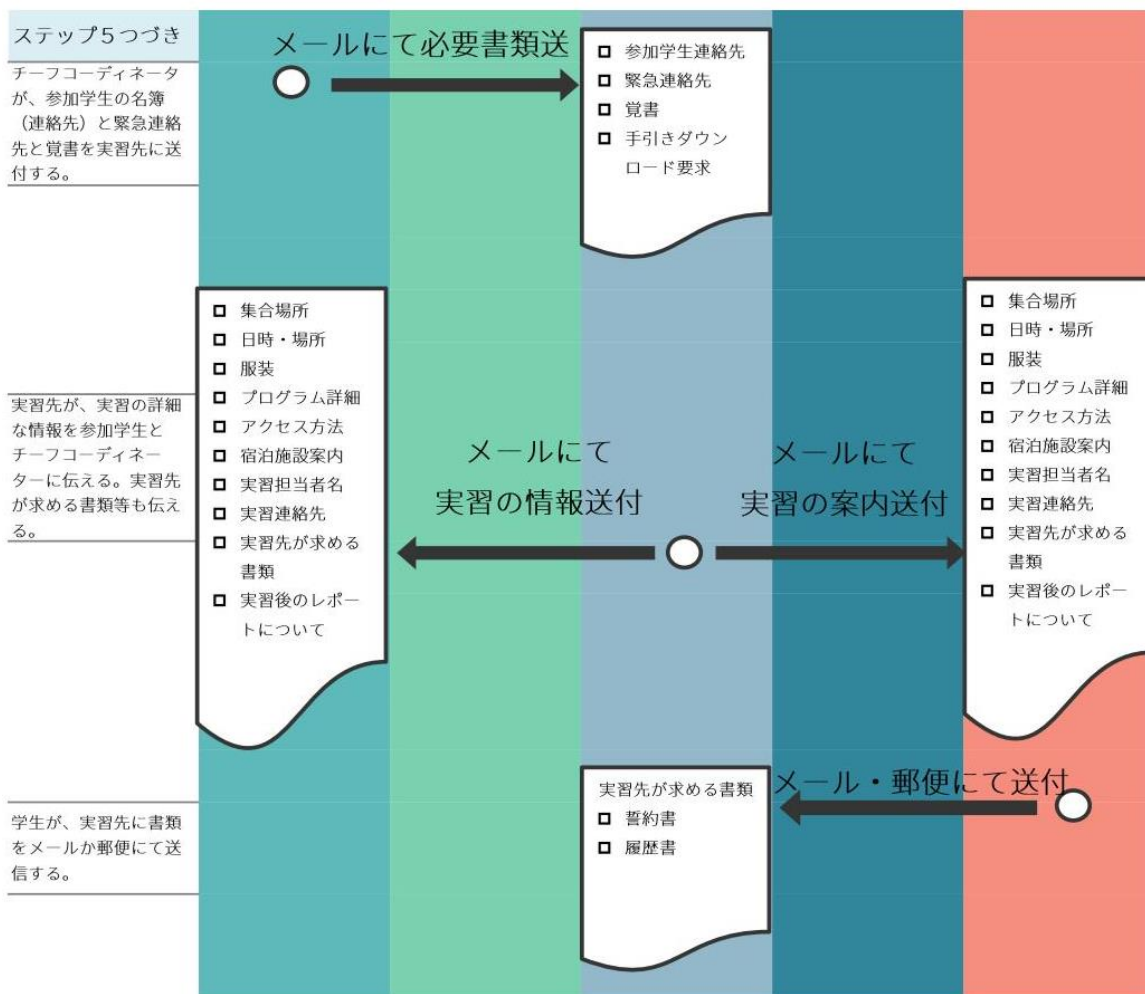 ステップ５つづき
メールにて必要書類送
チーフコーディネータ
が、参加学生の名簿
（連絡先）と緊急連絡
先と覚書を実習先に送
付する。
参加学生連絡先
緊急連絡先
覚書
手引きダウン
ロード要求
実習先が、実習の詳細
な情報を参加学生と
チーフコーディネー
ターに伝える。実習先
が求める書類等も伝え
る。
集合場所
日時・場所
服装
プログラム詳細
アクセス方法
宿泊施設案内
実習担当者名
実習連絡先
実習先が求める
書類
実習後のレポー
トについて
メールにて
実習の情報送付
メールにて
実習の案内送付
集合場所
日時・場所
服装
プログラム詳細
アクセス方法
宿泊施設案内
実習担当者名
実習連絡先
実習先が求める
書類
実習後のレポー
トについて
学生が、実習先に書類
をメールか郵便にて送
信する。
実習先が求める書類
誓約書
履歴書
メール・郵便にて送付